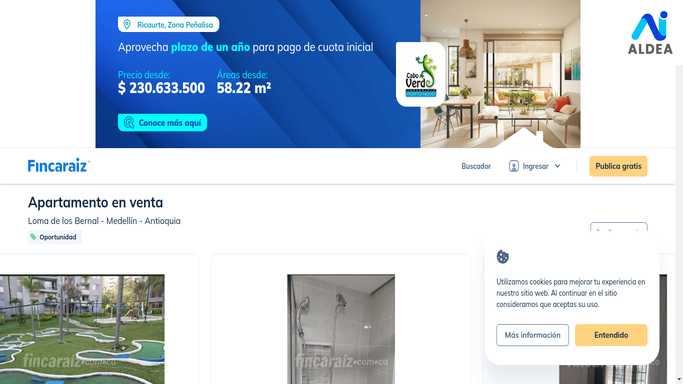 Ricaurte, Zona Peñalisa
Aprovecha plazo de un año para pago de cuota inicial
Precio desde:
Áreas desde:
$ 230.633.500
58.22 m²
Conoce más aquí
Cabo
Verde
ALDEA
Fincaraiz
Buscador
Ingresar
Publica gratis
Apartamento en venta
Loma de los Bernal - Medellín - Antioquia
Oportunidad
Utilizamos cookies para mejorar tu experiencia en
nuestro sitio web. Al continuar en el sitio
consideramos que aceptas su uso.
Más información
Entendido
fincaraiz.com.co
fincaraiz.com.co